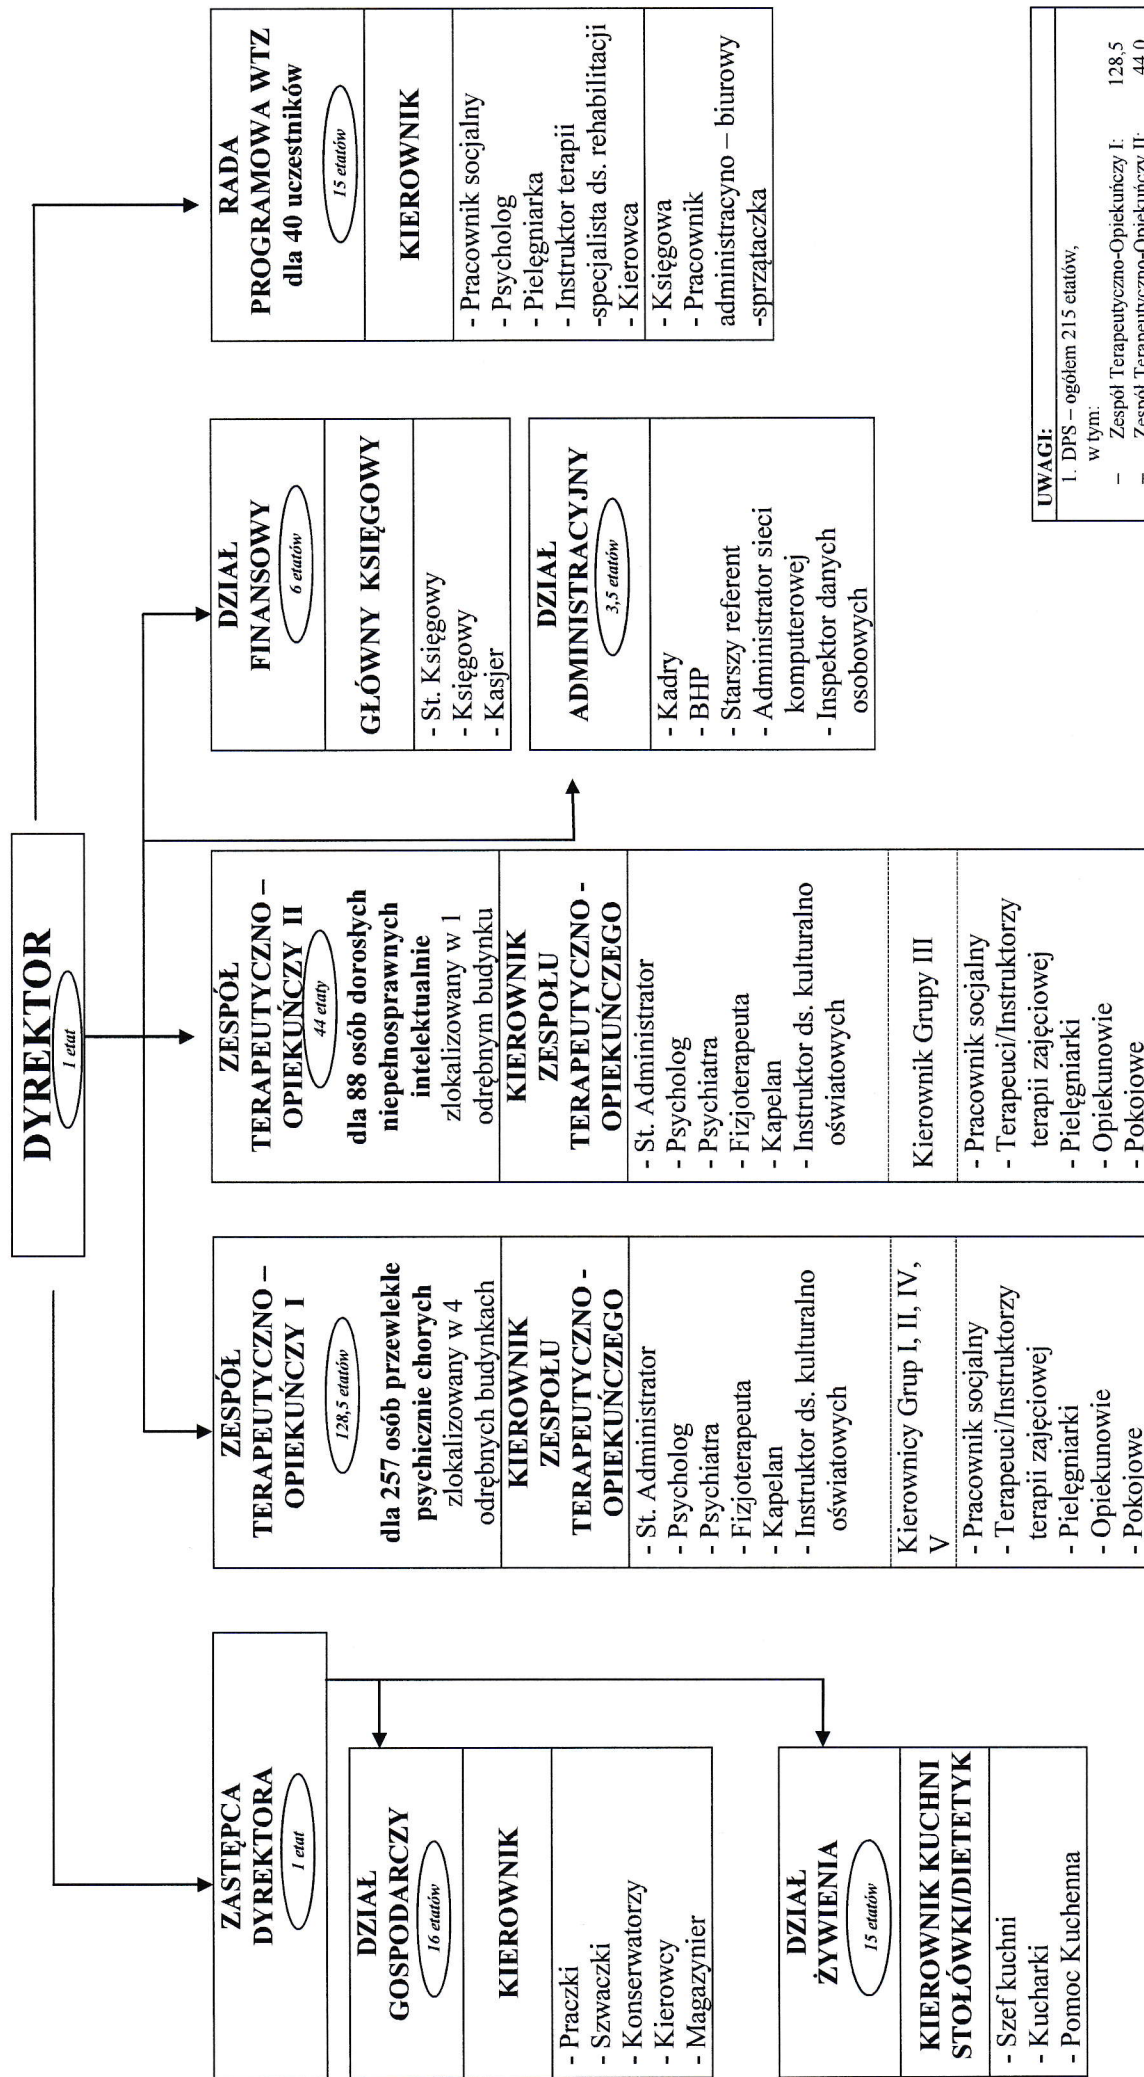 DYREKTOR
1 etat
ZASTĘPCA
DYREKTORA
1 etat
DZIAŁ
GOSPODARCZY
16 etatów
KIEROWNIK
- Praczki
- Szwaczki
- Konserwatorzy
- Kierowcy
- Magazynier
DZIAŁ
ŻYWIENIA
15 etatów
KIEROWNIK KUCHNI
STOŁÓWKI/DIETETYK
- Szef kuchni
- Kucharki
- Pomoc Kuchenna
ZESPÓŁ
TERAPEUTYCZNO –
OPIEKUŃCZY I
128,5 etatów
dla 257 osób przewlekle
psychicznie chorych
zlokalizowany w 4
odrębnych budynkach
KIEROWNIK
ZESPOŁU
TERAPEUTYCZNO -
OPIEKUŃCZEGO
- St. Administrator
- Psycholog
- Psychiatra
- Fizjoterapeuta
- Kapelan
- Instruktor ds. kulturalno
oświatowych
Kierownicy Grup I, II, IV,
V
- Pracownik socjalny
- Terapeuci/Instruktorzy
terapii zajęciowej
- Pielęgniarki
- Opiekunowie
- Pokojowe
ZESPÓŁ
TERAPEUTYCZNO –
OPIEKUŃCZY II
44 etaty
dla 88 osób dorosłych
niepełnosprawnych
intelektualnie
zlokalizowany w 1
odrębnym budynku
KIEROWNIK
ZESPOŁU
TERAPEUTYCZNO -
OPIEKUŃCZEGO
- St. Administrator
- Psycholog
- Psychiatra
- Fizjoterapeuta
- Kapelan
- Instruktor ds. kulturalno
oświatowych
Kierownik Grupy III
- Pracownik socjalny
- Terapeuci/Instruktorzy
terapii zajęciowej
- Pielęgniarki
- Opiekunowie
- Pokojowe
DZIAŁ
FINANSOWY
6 etatów
GŁÓWNY KSIĘGOWY
- St. Księgowy
- Księgowy
- Kasjer
DZIAŁ
ADMINISTRACYJNY
3,5 etatów
- Kadry
- BHP
- Starszy referent
- Administrator sieci
komputerowej
- Inspektor danych
osobowych
RADA
PROGRAMOWA WTZ
dla 40 uczestników
15 etatów
KIEROWNIK
- Pracownik socjalny
- Psycholog
- Pielęgniarka
- Instruktor terapii
-specjalista ds. rehabilitacji
- Kierowca
- Księgowa
- Pracownik
administracyno – biurowy
-sprzątaczka
UWAGI:
1. DPS – ogółem 215 etatów,
w tym:
– Zespół Terapeutyczno-Opiekuńczy I: 128,5
– Zespół Terapeutyczno-Opiekuńczy II: 44,0